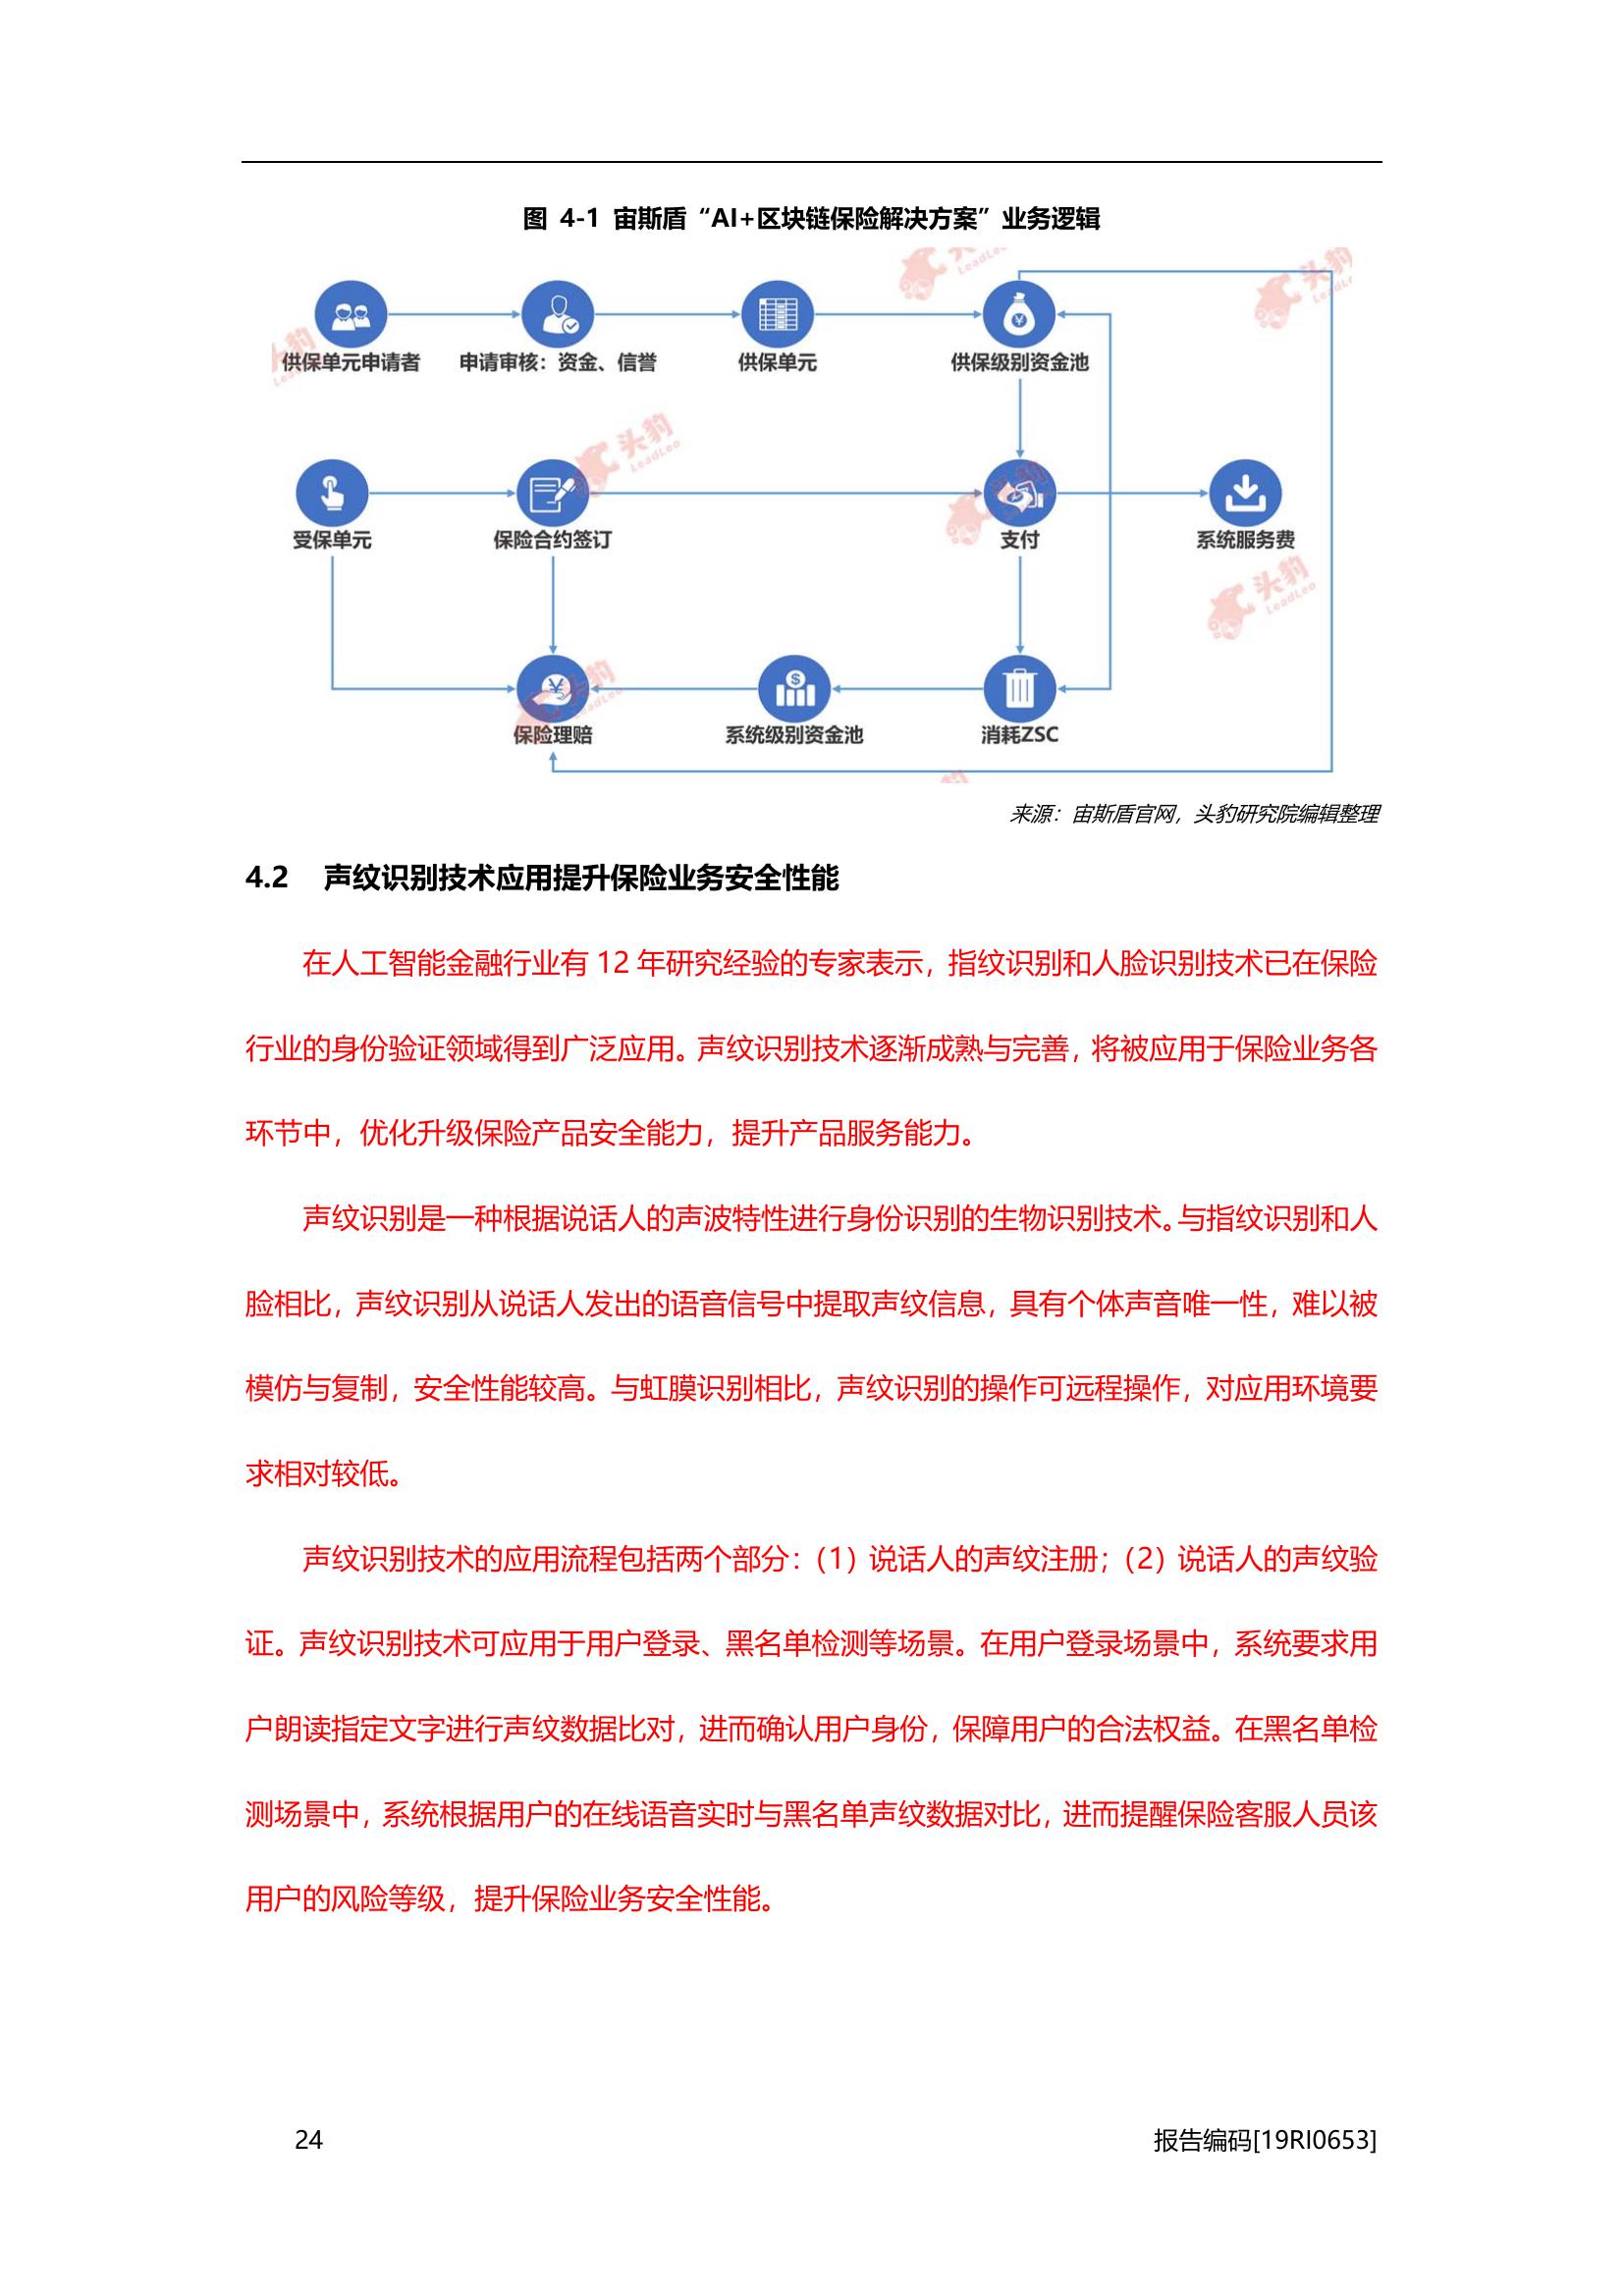 图 4-1 宙斯盾“AI+区块链保险解决方案”业务逻辑
供保单元申请者
申请审核：资金、信誉
供保单元
供保级别资金池
受保单元
保险合约签订
支付
系统服务费
保险理赔
系统级别资金池
消耗ZSC
头豹
LeadLeo
来源：宙斯盾官网，头豹研究院编辑整理
4.2 声纹识别技术应用提升保险业务安全性能
在人工智能金融行业有 12 年研究经验的专家表示，指纹识别和人脸识别技术已在保险
行业的身份验证领域得到广泛应用。声纹识别技术逐渐成熟与完善，将被应用于保险业务各
环节中，优化升级保险产品安全能力，提升产品服务能力。
声纹识别是一种根据说话人的声波特性进行身份识别的生物识别技术。与指纹识别和人
脸相比，声纹识别从说话人发出的语音信号中提取声纹信息，具有个体声音唯一性，难以被
模仿与复制，安全性能较高。与虹膜识别相比，声纹识别的操作可远程操作，对应用环境要
求相对较低。
声纹识别技术的应用流程包括两个部分：（1）说话人的声纹注册；（2）说话人的声纹验
证。声纹识别技术可应用于用户登录、黑名单检测等场景。在用户登录场景中，系统要求用
户朗读指定文字进行声纹数据比对，进而确认用户身份，保障用户的合法权益。在黑名单检
测场景中，系统根据用户的在线语音实时与黑名单声纹数据对比，进而提醒保险客服人员该
用户的风险等级，提升保险业务安全性能。
24
报告编码[19RI0653]